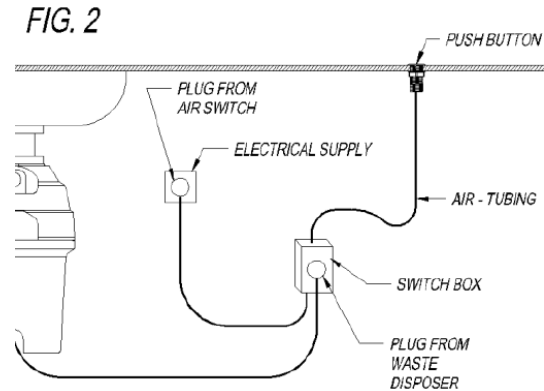 FIG. 2
PUSH BUTTON
PLUG FROM
AIR SWITCH
ELECTRICAL SUPPLY
AIR - TUBING
SWITCH BOX
PLUG FROM
WASTE
DISPOSER